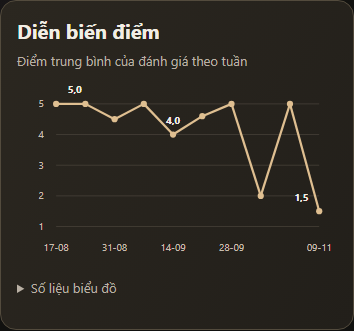 Diễn biến điểm
Điểm trung bình của đánh giá theo tuần
5,0
5
4,0
4
3
2
1,5
1
17-08 31-08 14-09 28-09 09-11
Số liệu biểu đồ